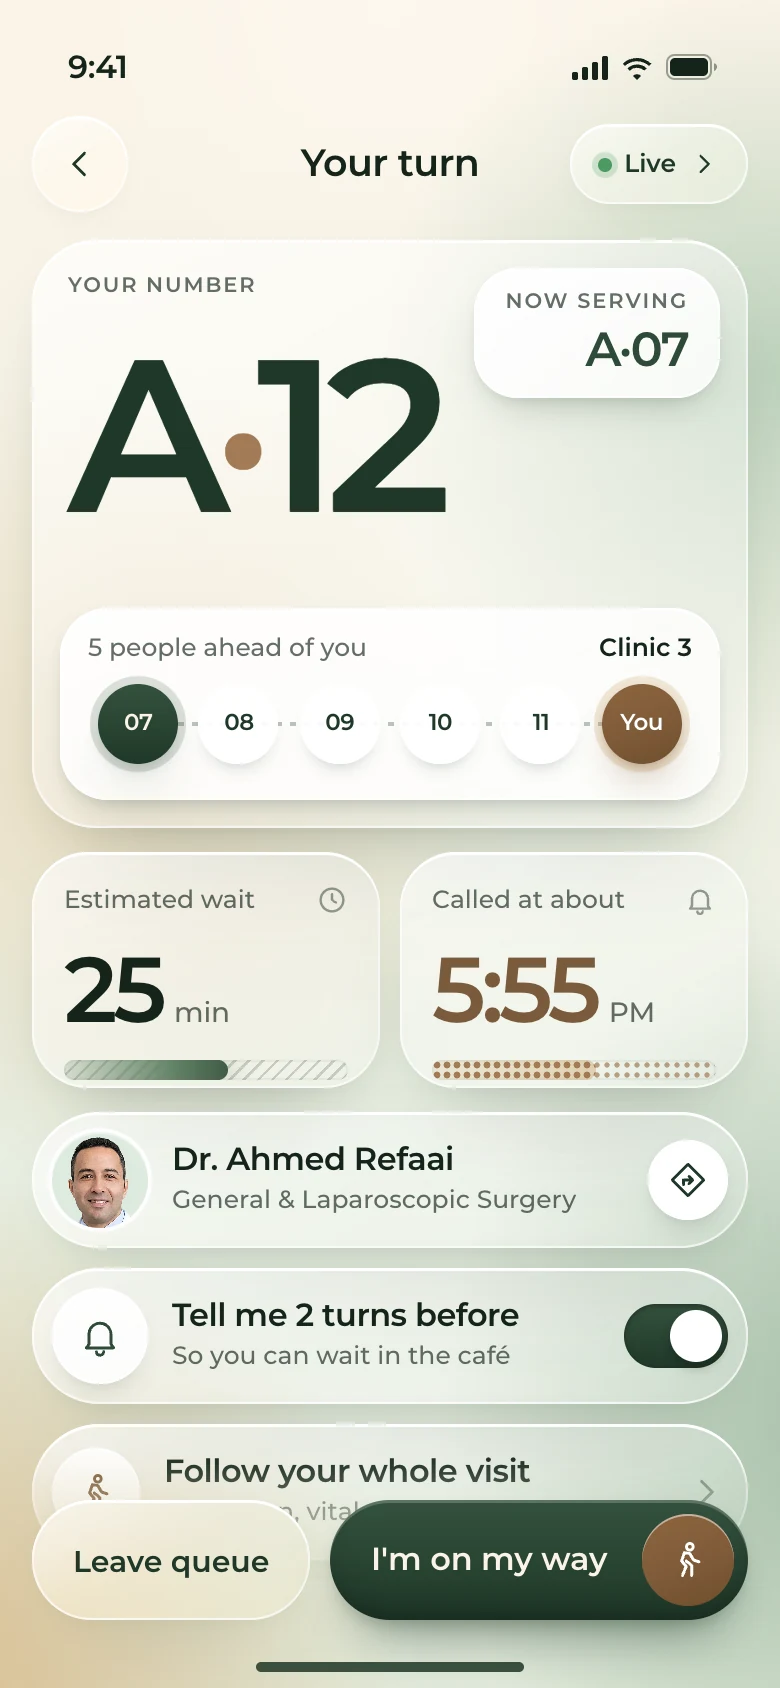 9:41
Your turn
Live
YOUR NUMBER
NOW SERVING
A·07
A·12
5 people ahead of you
Clinic 3
07
08
09
10
11
You
Estimated wait
25 min
Called at about
5:55 PM
Dr. Ahmed Refaai
General & Laparoscopic Surgery
Tell me 2 turns before
So you can wait in the café
Follow your whole visit
Leave queue
I'm on my way